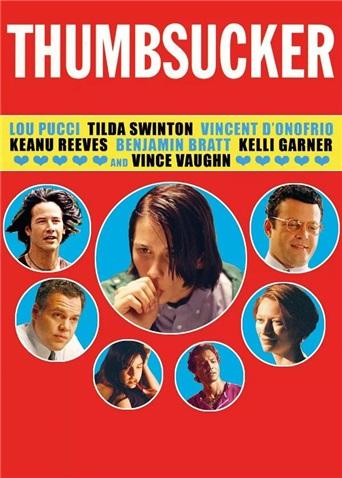 THUMBSUCKER
LOU PUCCI TILDA SWINTON VINCENT D'ONOFRIO
KEANU REEVES BENJAMIN BRATT KELLI GARNER
AND VINCE VAUGHN